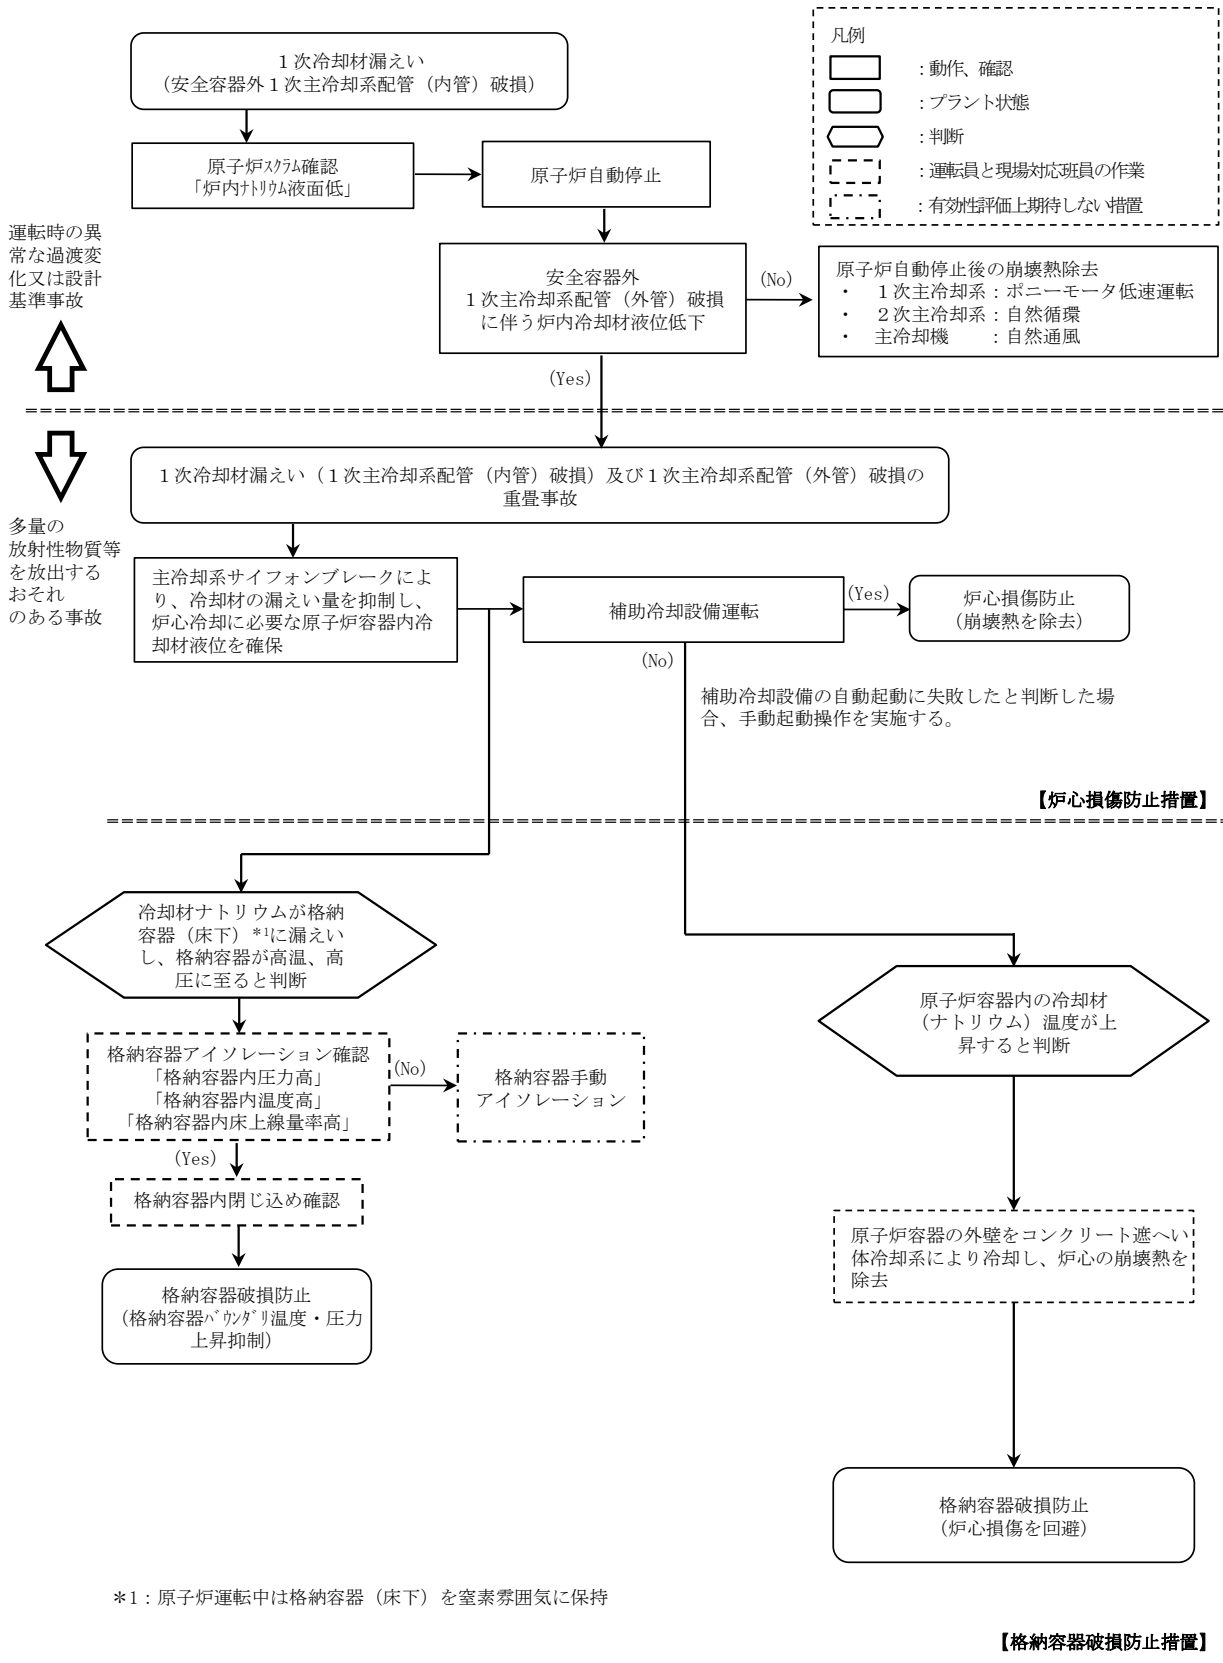 凡例
：動作、確認
：プラント状態
：判断
：運転員と現場対応班員の作業
：有効性評価上期待しない措置
１次冷却材漏えい
（安全容器外１次主冷却系配管（内管）破損）
原子炉ｽｸﾗﾑ確認
「炉内ﾅﾄﾘｳﾑ液面低」
原子炉自動停止
運転時の異
常な過渡変
化又は設計
基準事故
安全容器外
１次主冷却系配管（外管）破損
に伴う炉内冷却材液位低下
(No)
原子炉自動停止後の崩壊熱除去
・　１次主冷却系：ポニーモータ低速運転
・　２次主冷却系：自然循環
・　主冷却機　　：自然通風
(Yes)
多量の
放射性物質等
を放出する
おそれ
のある事故
１次冷却材漏えい（１次主冷却系配管（内管）破損）及び１次主冷却系配管（外管）破損の
重畳事故
主冷却系サイフォンブレークによ
り、冷却材の漏えい量を抑制し、
炉心冷却に必要な原子炉容器内冷
却材液位を確保
補助冷却設備運転
(Yes)
炉心損傷防止
（崩壊熱を除去）
(No)
補助冷却設備の自動起動に失敗したと判断した場
合、手動起動操作を実施する。
【炉心損傷防止措置】
冷却材ナトリウムが格納
容器（床下）*1に漏えい
し、格納容器が高温、高
圧に至ると判断
原子炉容器内の冷却材
（ナトリウム）温度が上
昇すると判断
格納容器アイソレーション確認
「格納容器内圧力高」
「格納容器内温度高」
「格納容器内床上線量率高」
(No)
格納容器手動
アイソレーション
(Yes)
格納容器内閉じ込め確認
原子炉容器の外壁をコンクリート遮へい
体冷却系により冷却し、炉心の崩壊熱を
除去
格納容器破損防止
（格納容器ﾊﾞｳﾝﾀﾞﾘ温度・圧力
上昇抑制）
格納容器破損防止
（炉心損傷を回避）
＊1：原子炉運転中は格納容器（床下）を窒素雰囲気に保持
【格納容器破損防止措置】